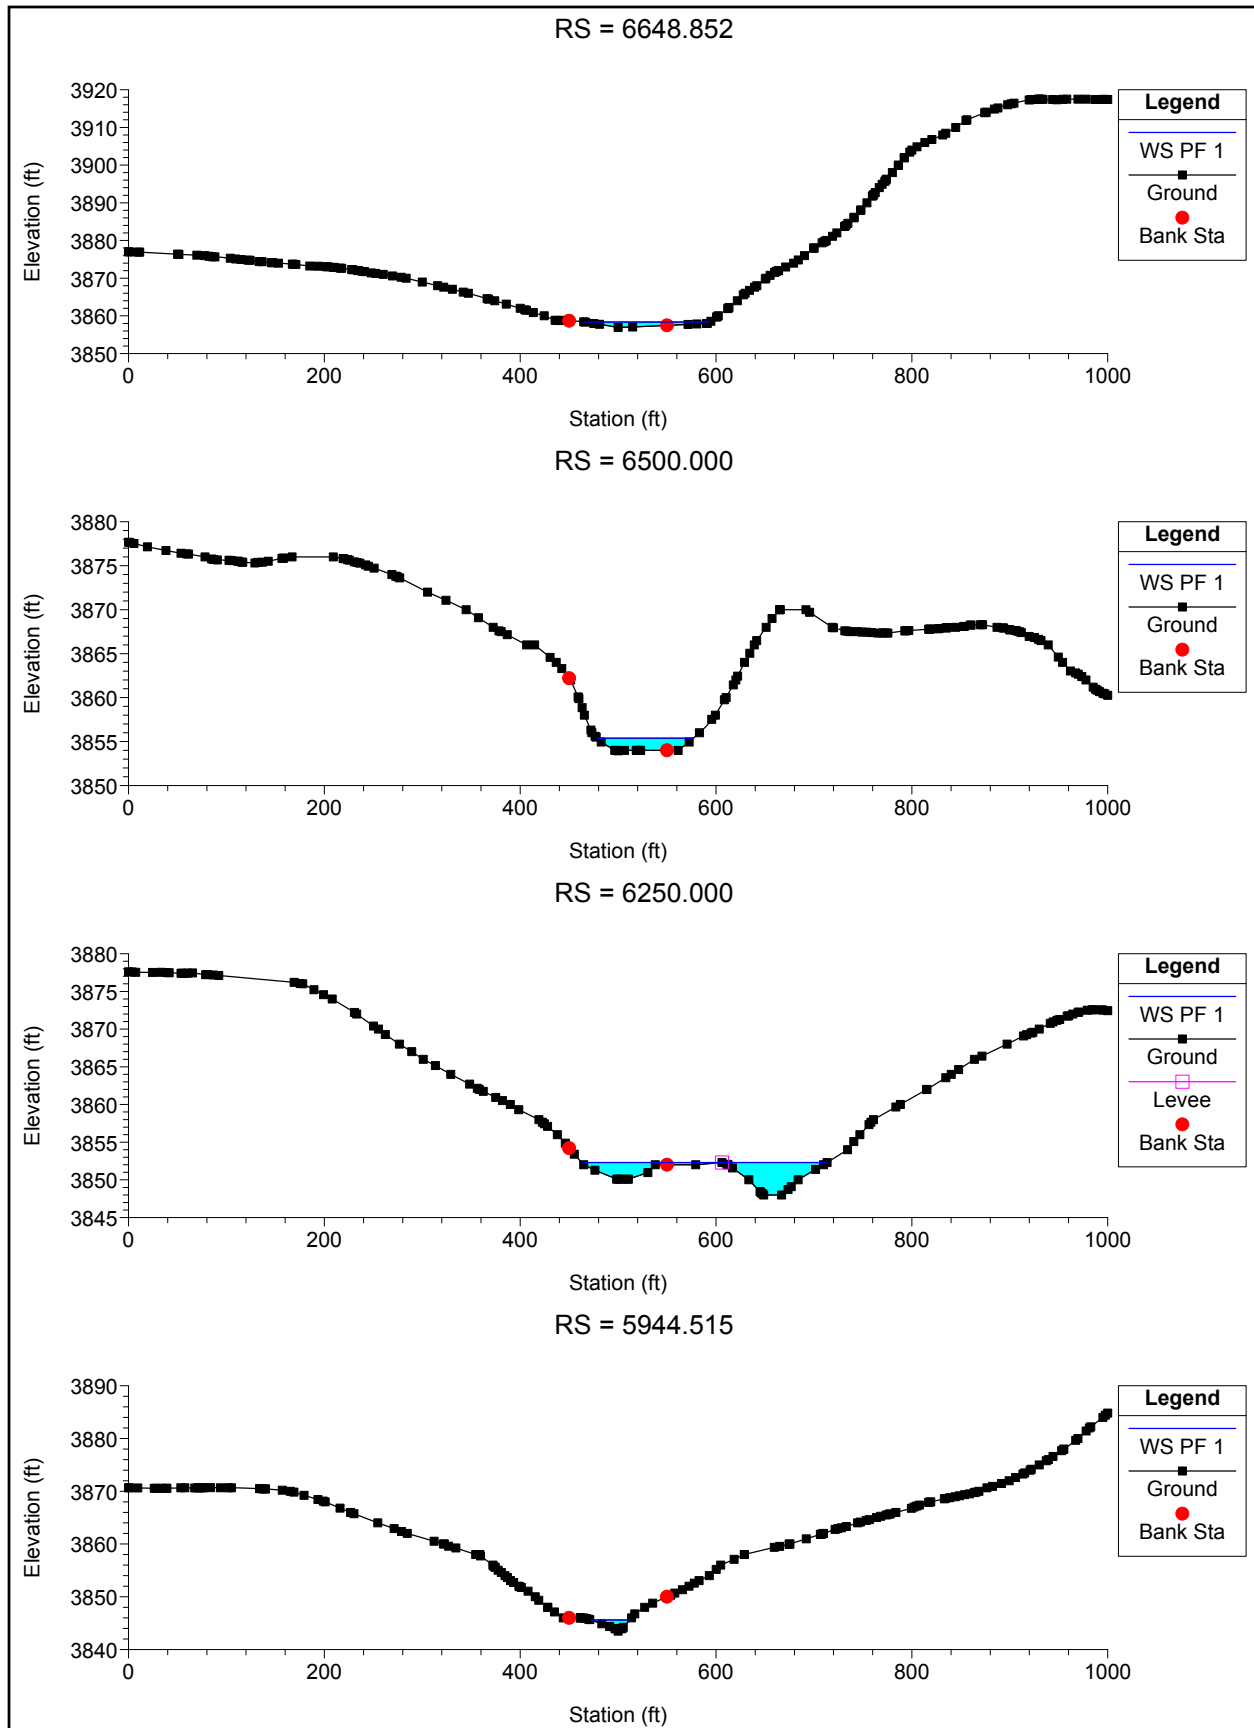 RS = 6648.852
Elevation (ft)
3920
3910
3900
3890
3880
3870
3860
3850
0 200 400 600 800 1000
Station (ft)
Legend
WS PF 1
Ground
Bank Sta
RS = 6500.000
Elevation (ft)
3880
3875
3870
3865
3860
3855
3850
0 200 400 600 800 1000
Station (ft)
Legend
WS PF 1
Ground
Bank Sta
RS = 6250.000
Elevation (ft)
3880
3875
3870
3865
3860
3855
3850
3845
0 200 400 600 800 1000
Station (ft)
Legend
WS PF 1
Ground
Levee
Bank Sta
RS = 5944.515
Elevation (ft)
3890
3880
3870
3860
3850
3840
0 200 400 600 800 1000
Station (ft)
Legend
WS PF 1
Ground
Bank Sta